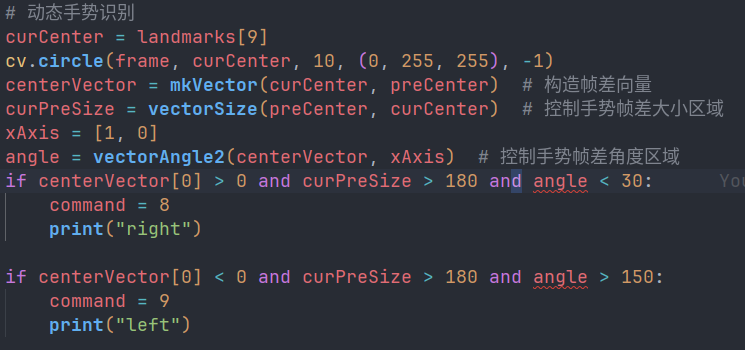 # 动态手势识别
curCenter = landmarks[9]
cv.circle(frame, curCenter, 10, (0, 255, 255), -1)
centerVector = mkVector(curCenter, preCenter)  # 构造帧差向量
curPreSize = vectorSize(preCenter, curCenter)  # 控制手势帧差大小区域
xAxis = [1, 0]
angle = vectorAngle2(centerVector, xAxis)  # 控制手势帧差角度区域
if centerVector[0] > 0 and curPreSize > 180 and angle < 30:    You
    command = 8
    print("right")
if centerVector[0] < 0 and curPreSize > 180 and angle > 150:
    command = 9
    print("left")